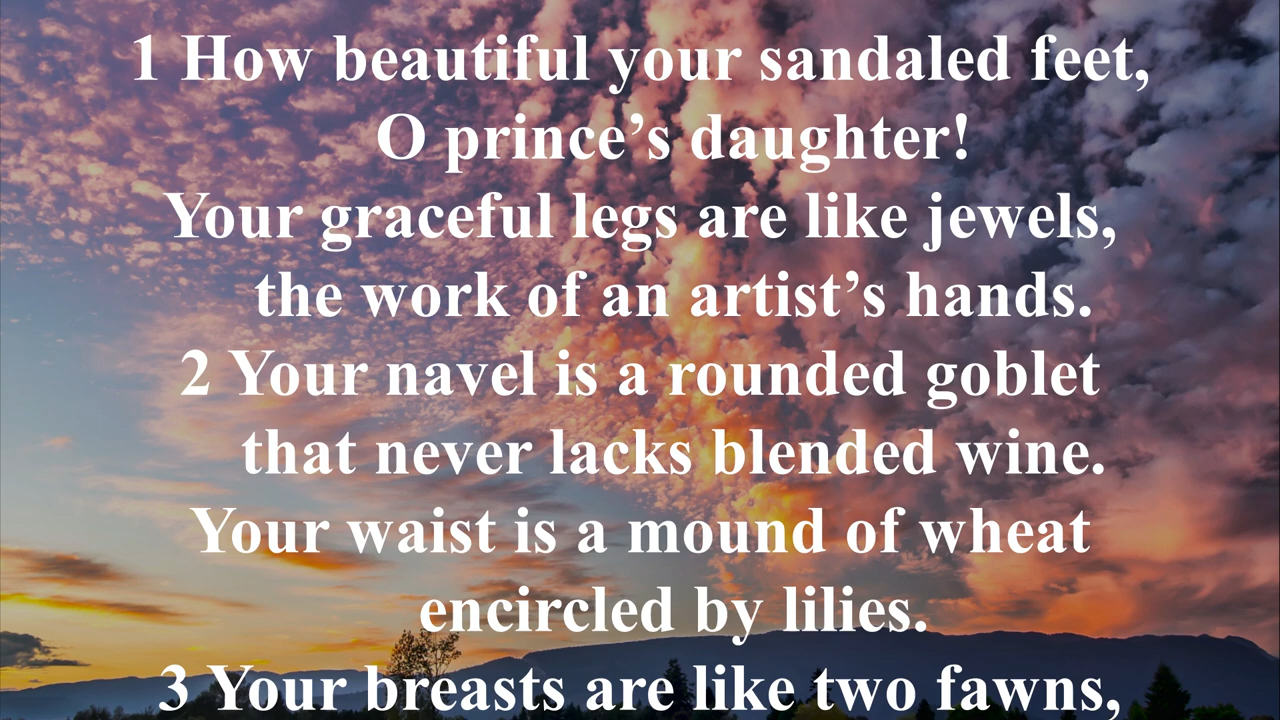 1 How beautiful your sandaled feet,
O prince’s daughter!
Your graceful legs are like jewels,
the work of an artist’s hands.
2 Your navel is a rounded goblet
that never lacks blended wine.
Your waist is a mound of wheat
encircled by lilies.
3 Your breasts are like two fawns,